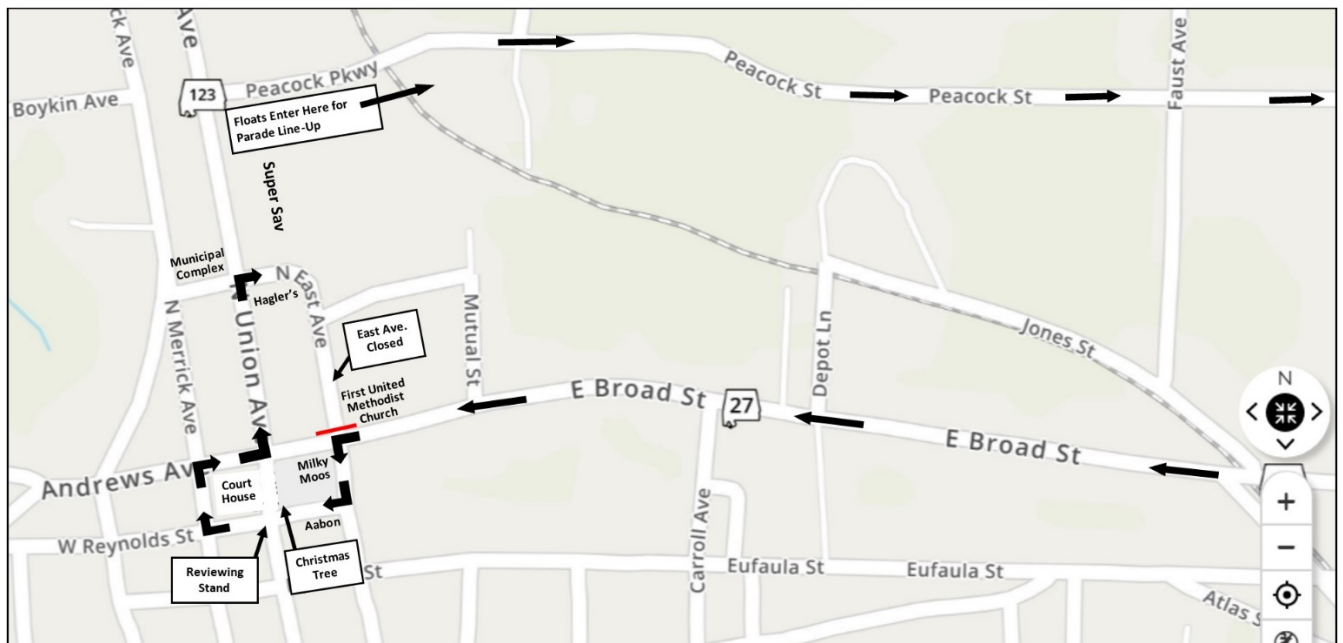 ck Ave
Ave
123
Peacock Pkwy
Boykin Ave
Floats Enter Here for
Parade Line-Up
Peacock St
Peacock St
Faust Ave
Super Sav
Municipal
Complex
Hagler's
N East Ave
N Merrick Ave
N Union Av
East Ave.
Closed
Mutual St
First United
Methodist
Church
E Broad St
27
Depot Ln
Jones St
N
E Broad St
Andrews Ave
Court
House
Milky
Moos
Aabon
W Reynolds St
Reviewing
Stand
Christmas
Tree
St
Carroll Ave
Eufaula St
Eufaula St
Atlas S
+
−